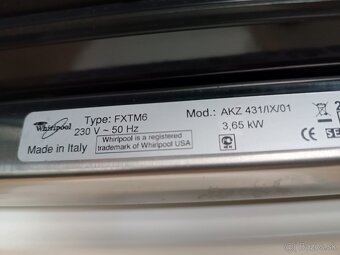 Type: FXTM6
Mod.: AKZ 431/IX/01
Whirlpool
230 V ~ 50 Hz
3,65 kW
Made in Italy
Whirlpool is a registered
trademark of Whirlpool USA
CE